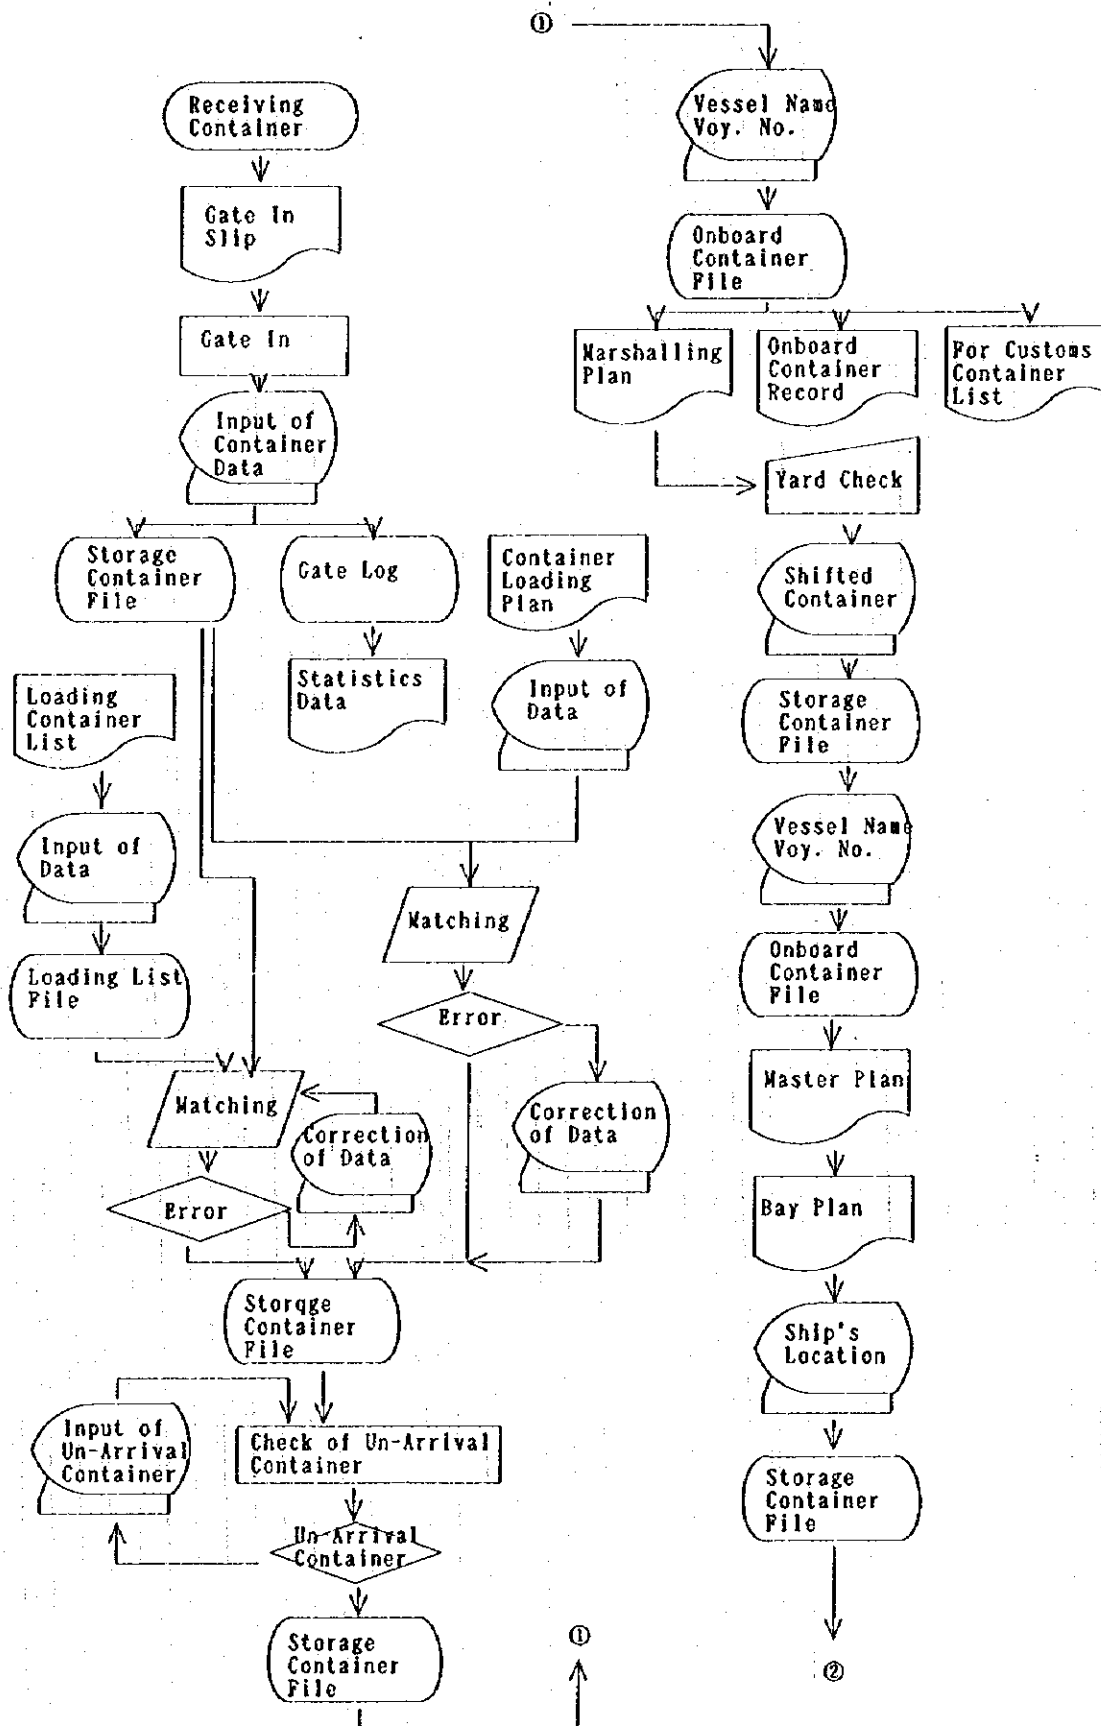 Receiving
Container
Gate In
Slip
Gate In
Input of
Container
Data
Storage
Container
File
Gate Log
Container
Loading
Plan
Statistics
Data
Input of
Data
Loading
Container
List
Input of
Data
Loading List
File
Matching
Error
Correction
of Data
Matching
Correction
of Data
Error
Storqge
Container
File
Input of
Un-Arrival
Container
Check of Un-Arrival
Container
Un-Arrival
Container
Storage
Container
File
①
①
Vessel Name
Voy. No.
Onboard
Container
File
Marshalling
Plan
Onboard
Container
Record
For Customs
Container
List
Yard Check
Shifted
Container
Storage
Container
File
Vessel Name
Voy. No.
Onboard
Container
File
Master Plan
Bay Plan
Ship's
Location
Storage
Container
File
②